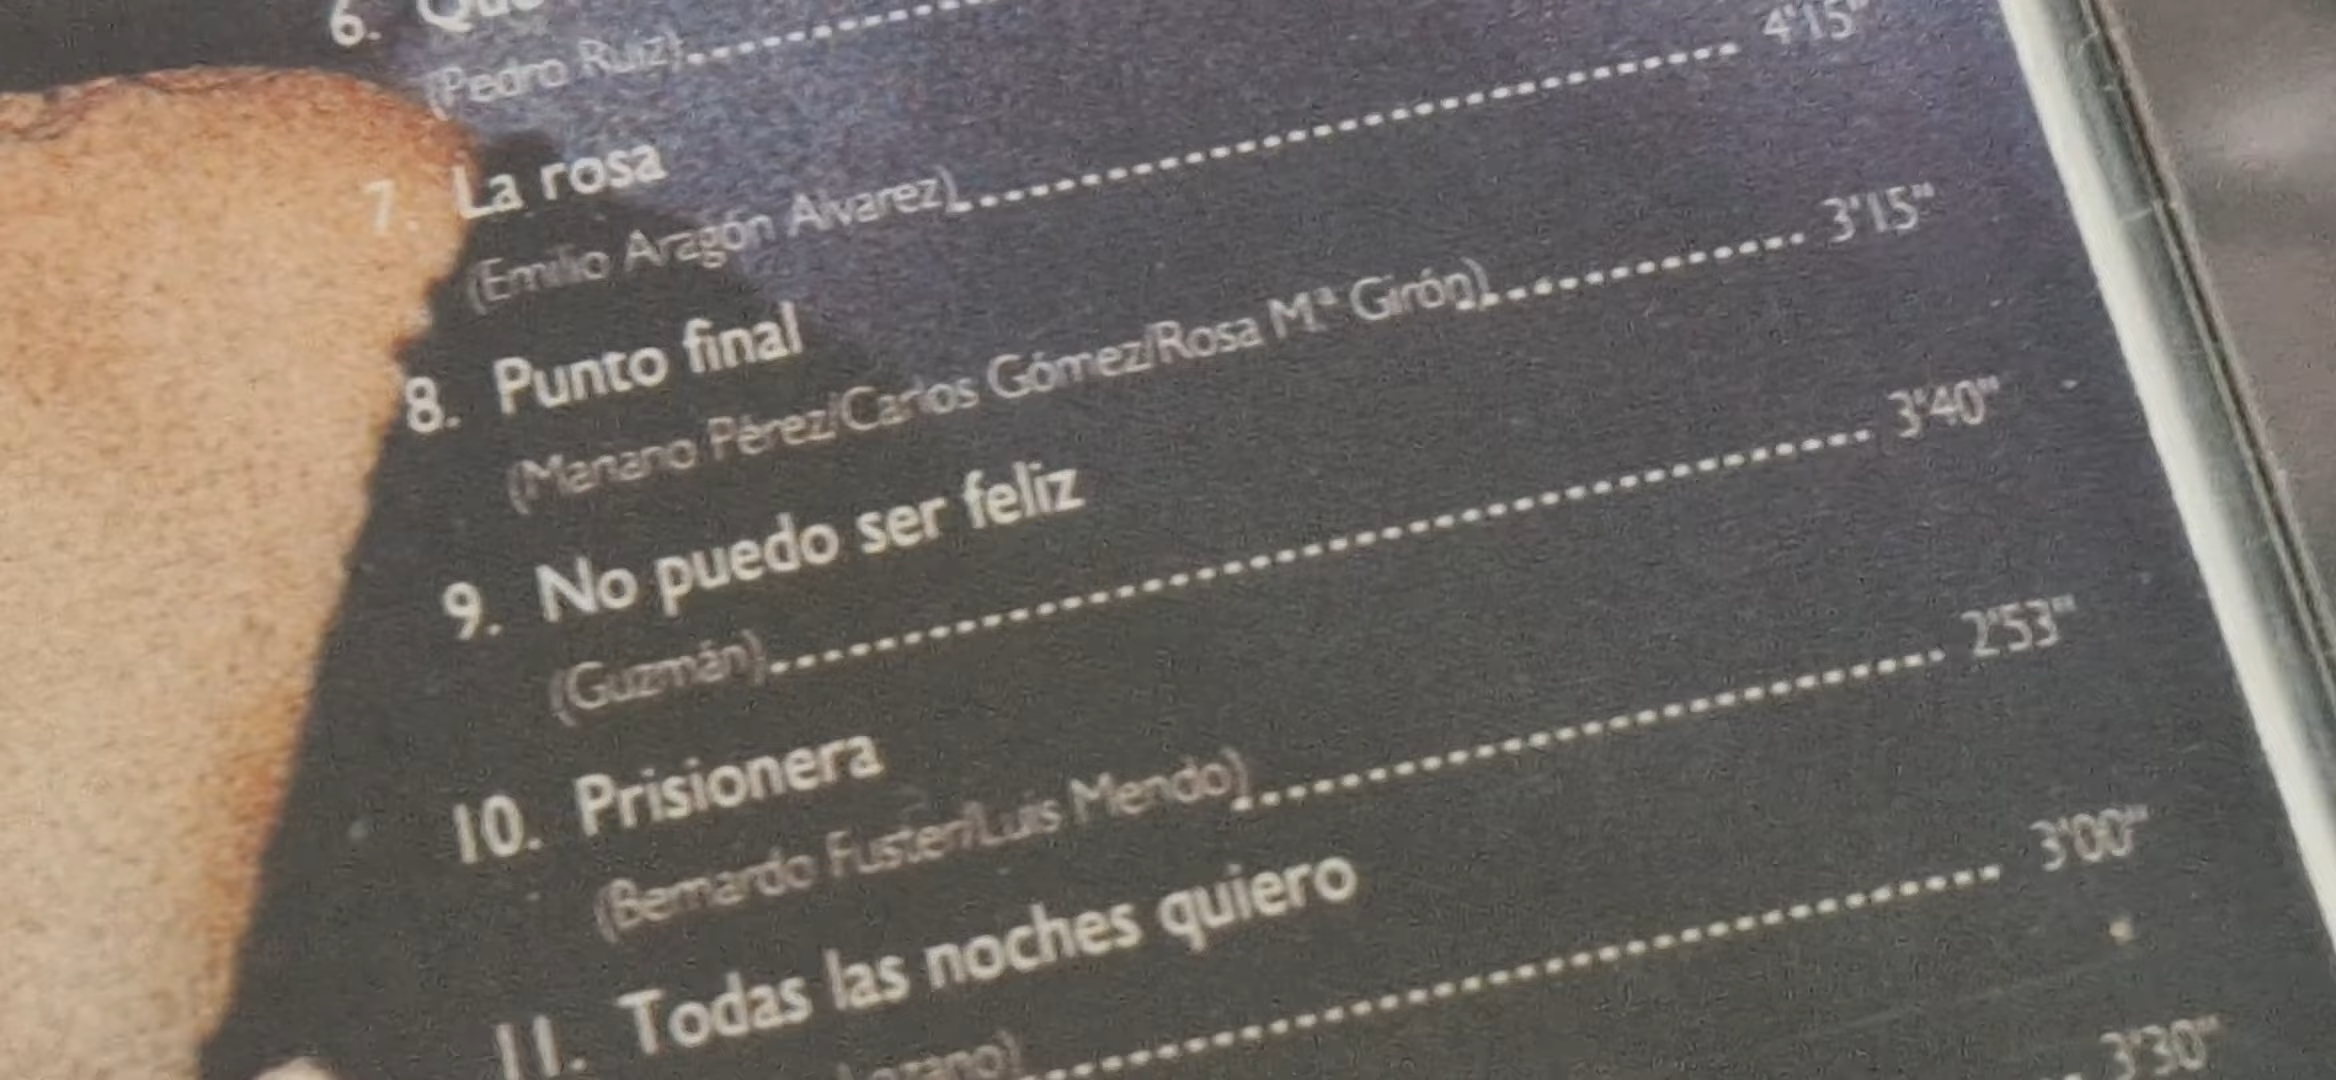 6.
(Pedro Ruiz)
7. La rosa
(Emilio Aragón Alvarez) 4'15"
8. Punto final
(Mariano Pérez/Carlos Gómez/Rosa M.ª Girón) 3'15"
9. No puedo ser feliz
(Guzmán) 3'40"
10. Prisionera
(Bernardo Fuster/Luis Mendo) 2'53"
11. Todas las noches quiero
Lozano) 3'00"
3'30"